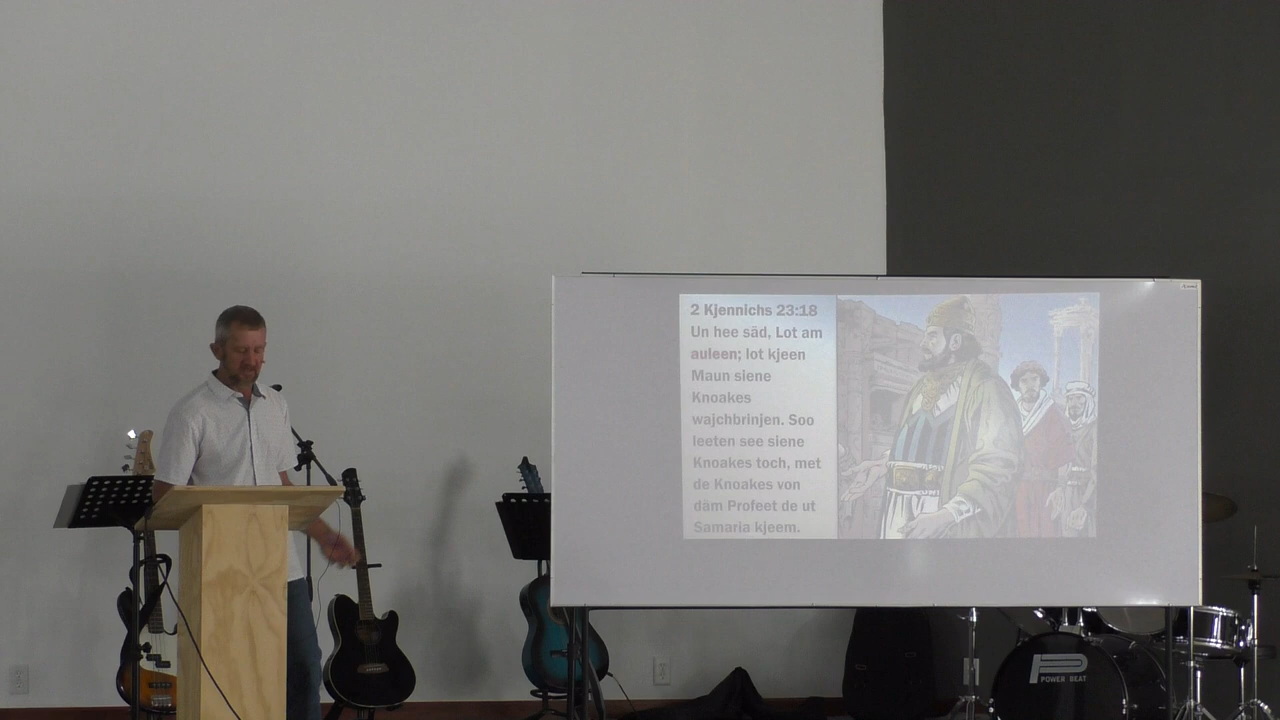 2 Kjennichs 23:18
Un hee säd, Lot am
auleen; lot kjeen
Maun siene
Knoakes
wajchbrinjen. Soo
leeten see siene
Knoakes toch, met
de Knoakes von
däm Profeet de ut
Samaria kjeem.
POWER BEAT